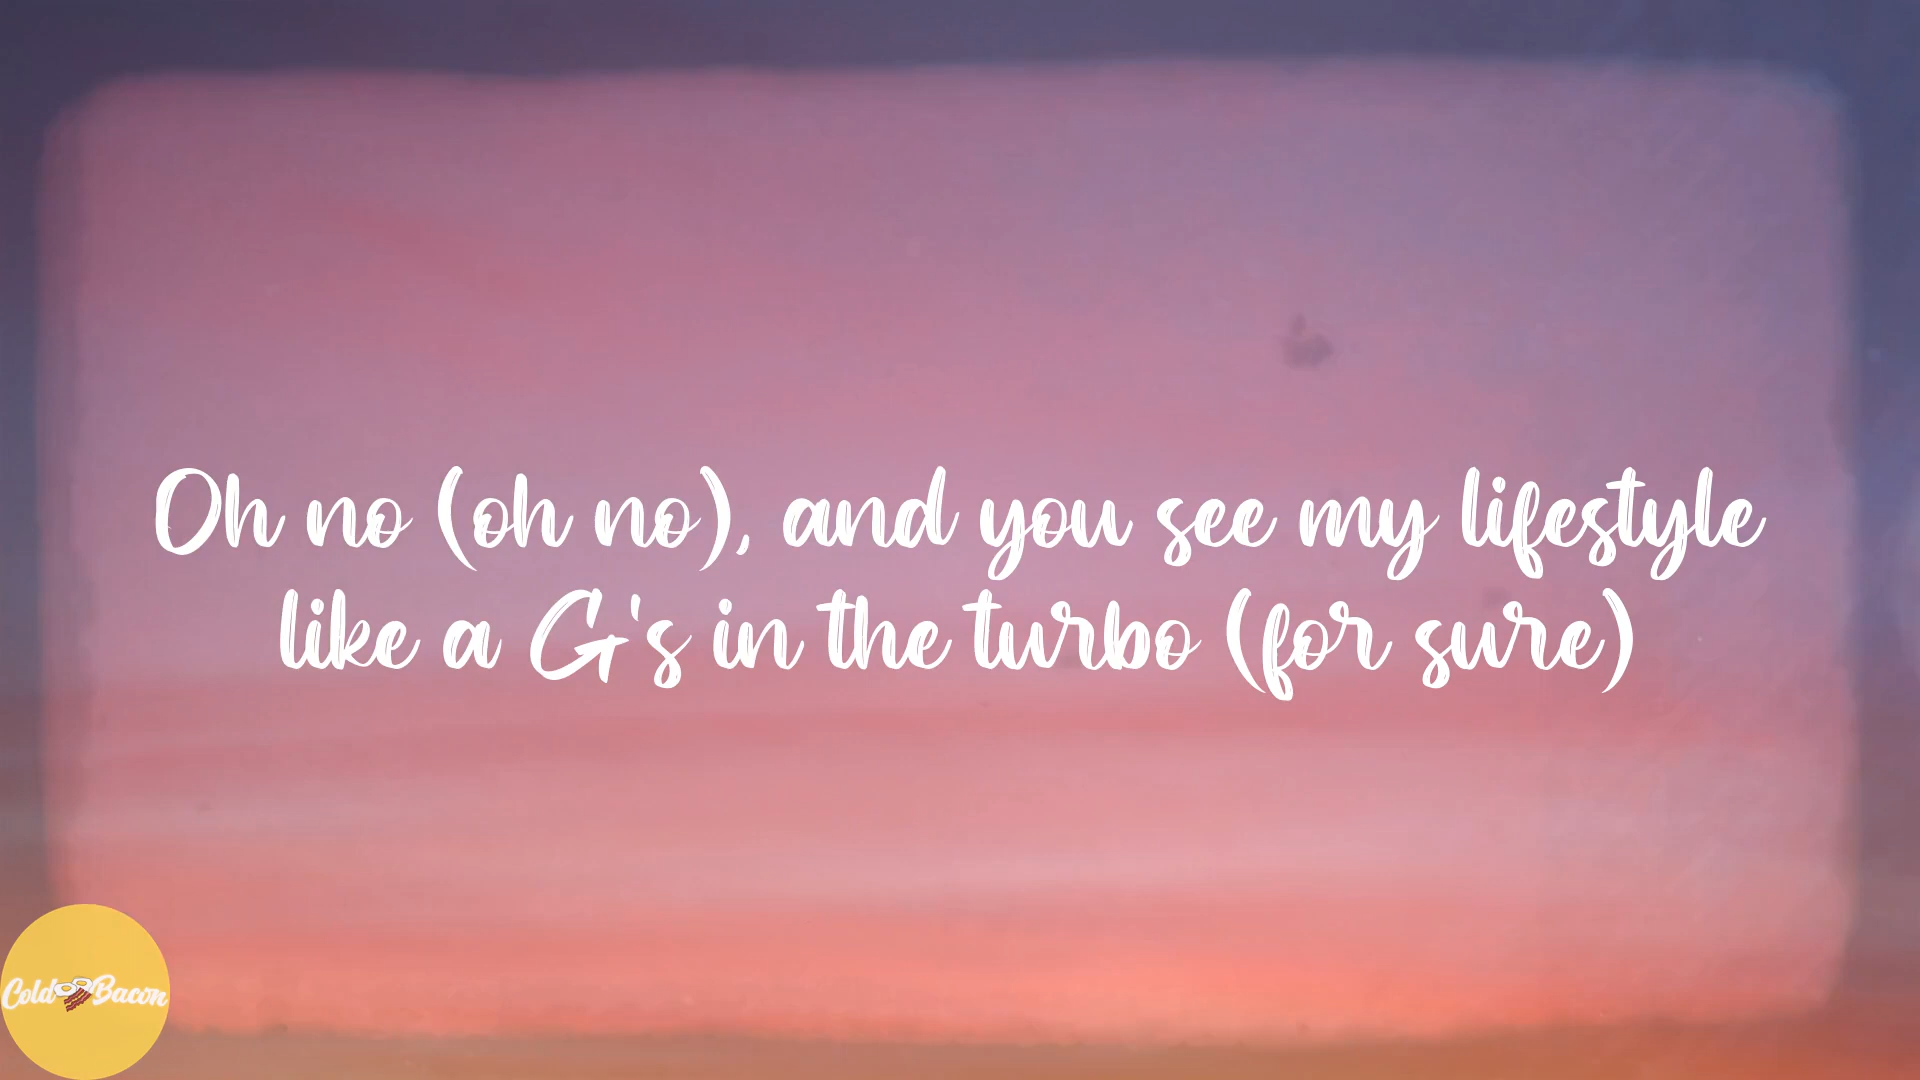 Oh no (oh no), and you see my lifestyle
like a G's in the turbo (for sure)
Cold Bacon